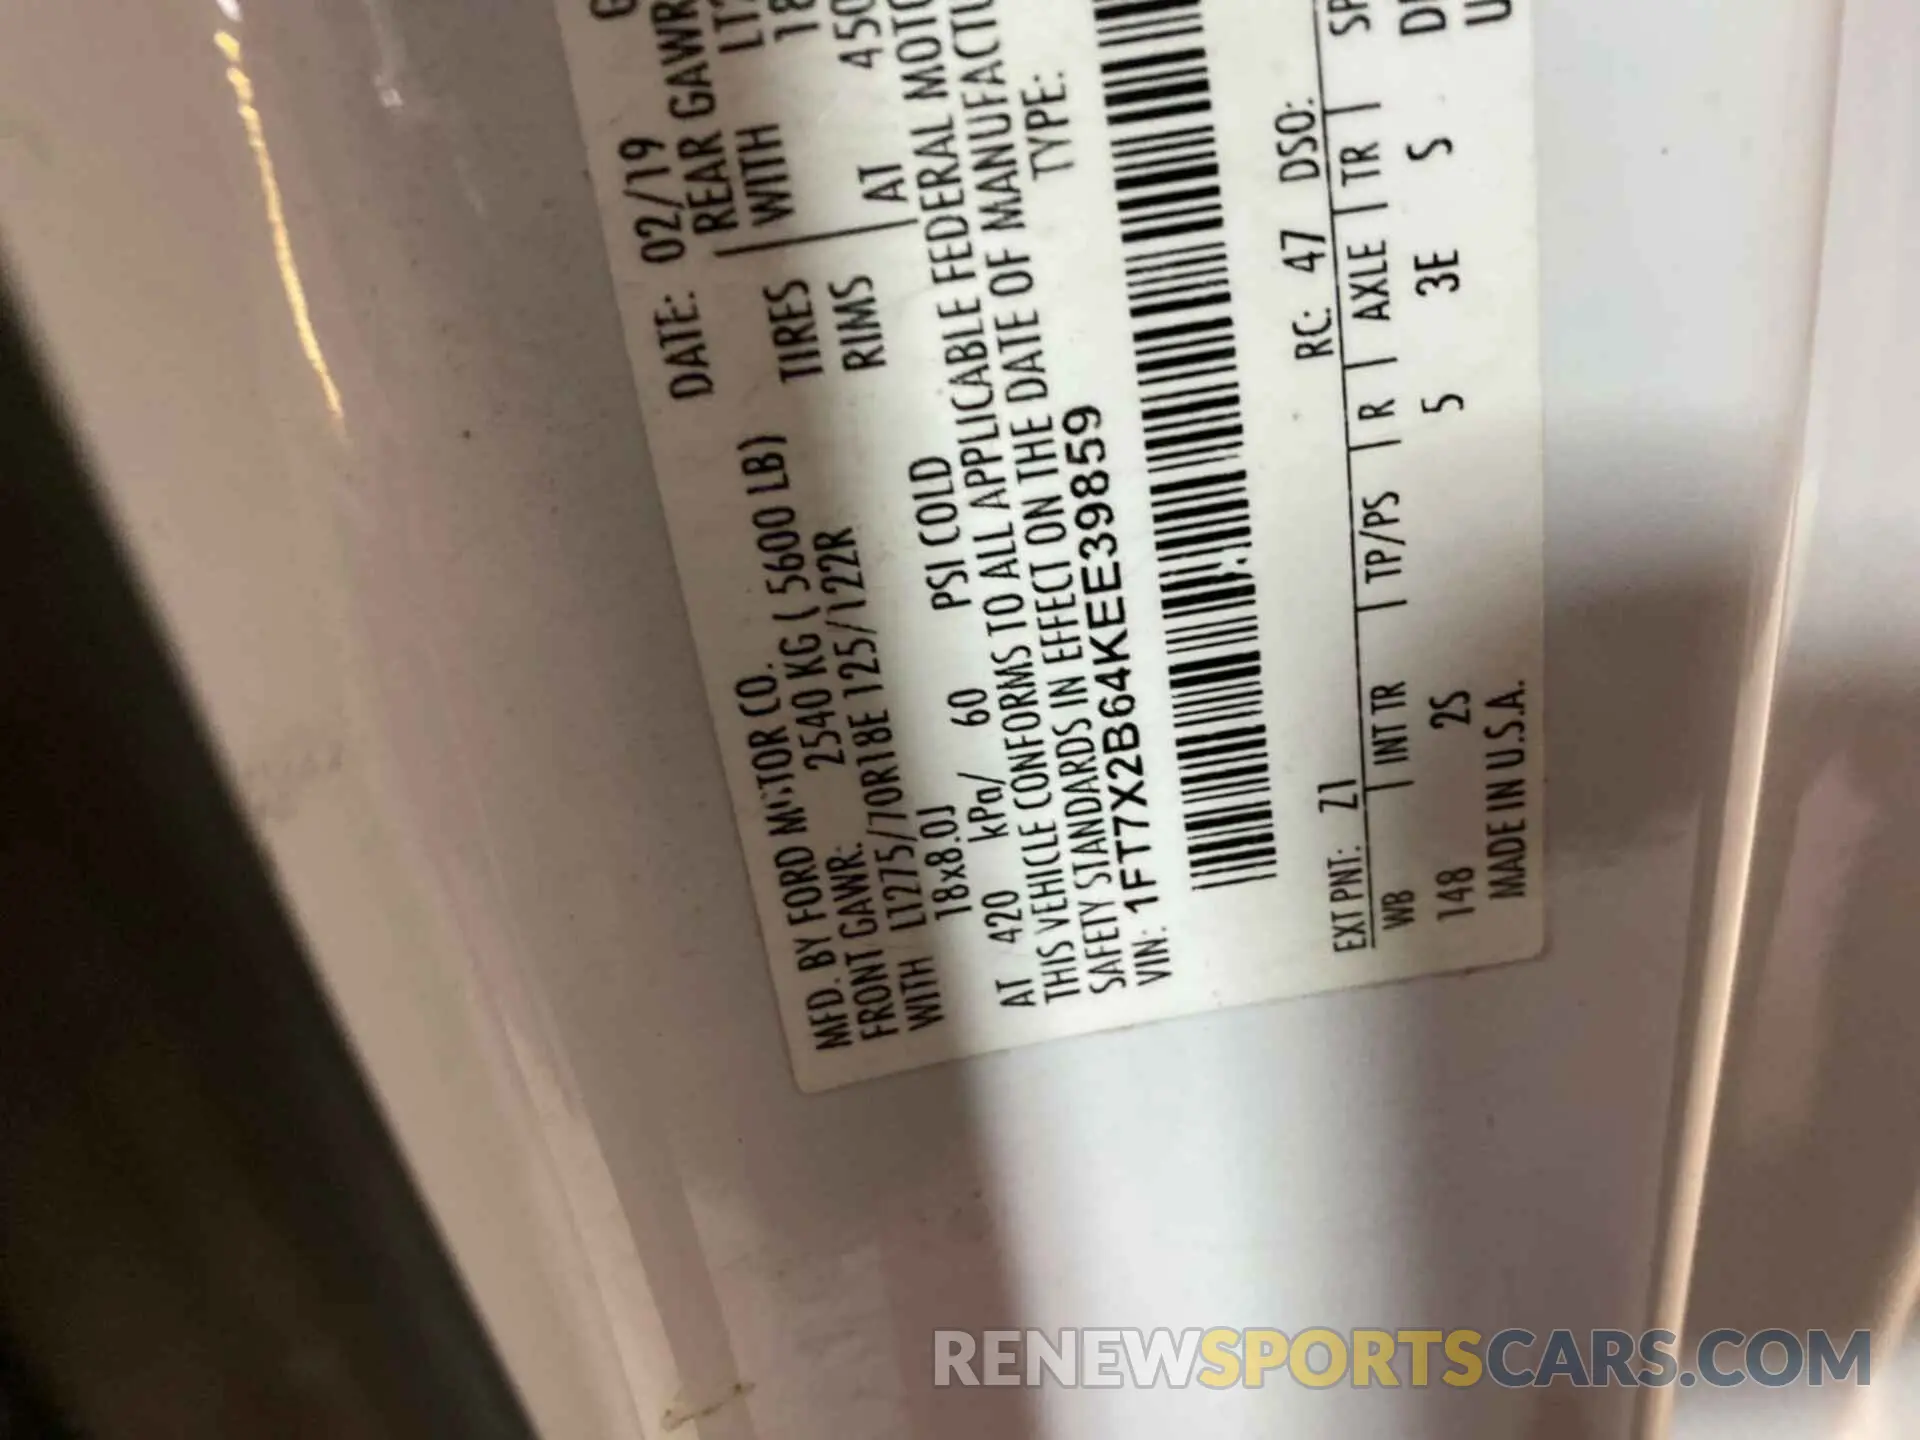 MFD. BY FORD MOTOR CO.
DATE: 02/19
FRONT GAWR: 2540 KG ( 5600 LB)
REAR GAWR
LT275/70R18E 125/122R TIRES WITH
WITH 18x8.0J RIMS
AT 420 kPa/ 60 PSI COLD AT 450
THIS VEHICLE CONFORMS TO ALL APPLICABLE FEDERAL
SAFETY STANDARDS IN EFFECT ON THE DATE OF
VIN: 1FT7X2B64KEE39859 TYPE:
EXT PNT: Z1 RC: 47 DSO:
WB | INT TR | TP/PS | R | AXLE | TR |
148 2S 5 3E S
MADE IN U.S.A.
RENEWSPORTSCARS.COM